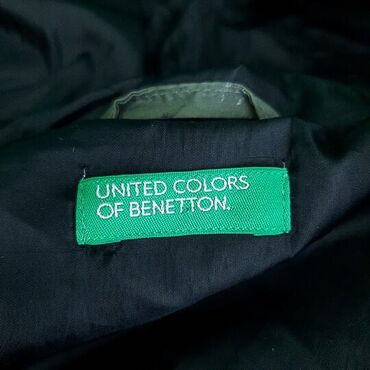 UNITED COLORS
OF BENETTON.